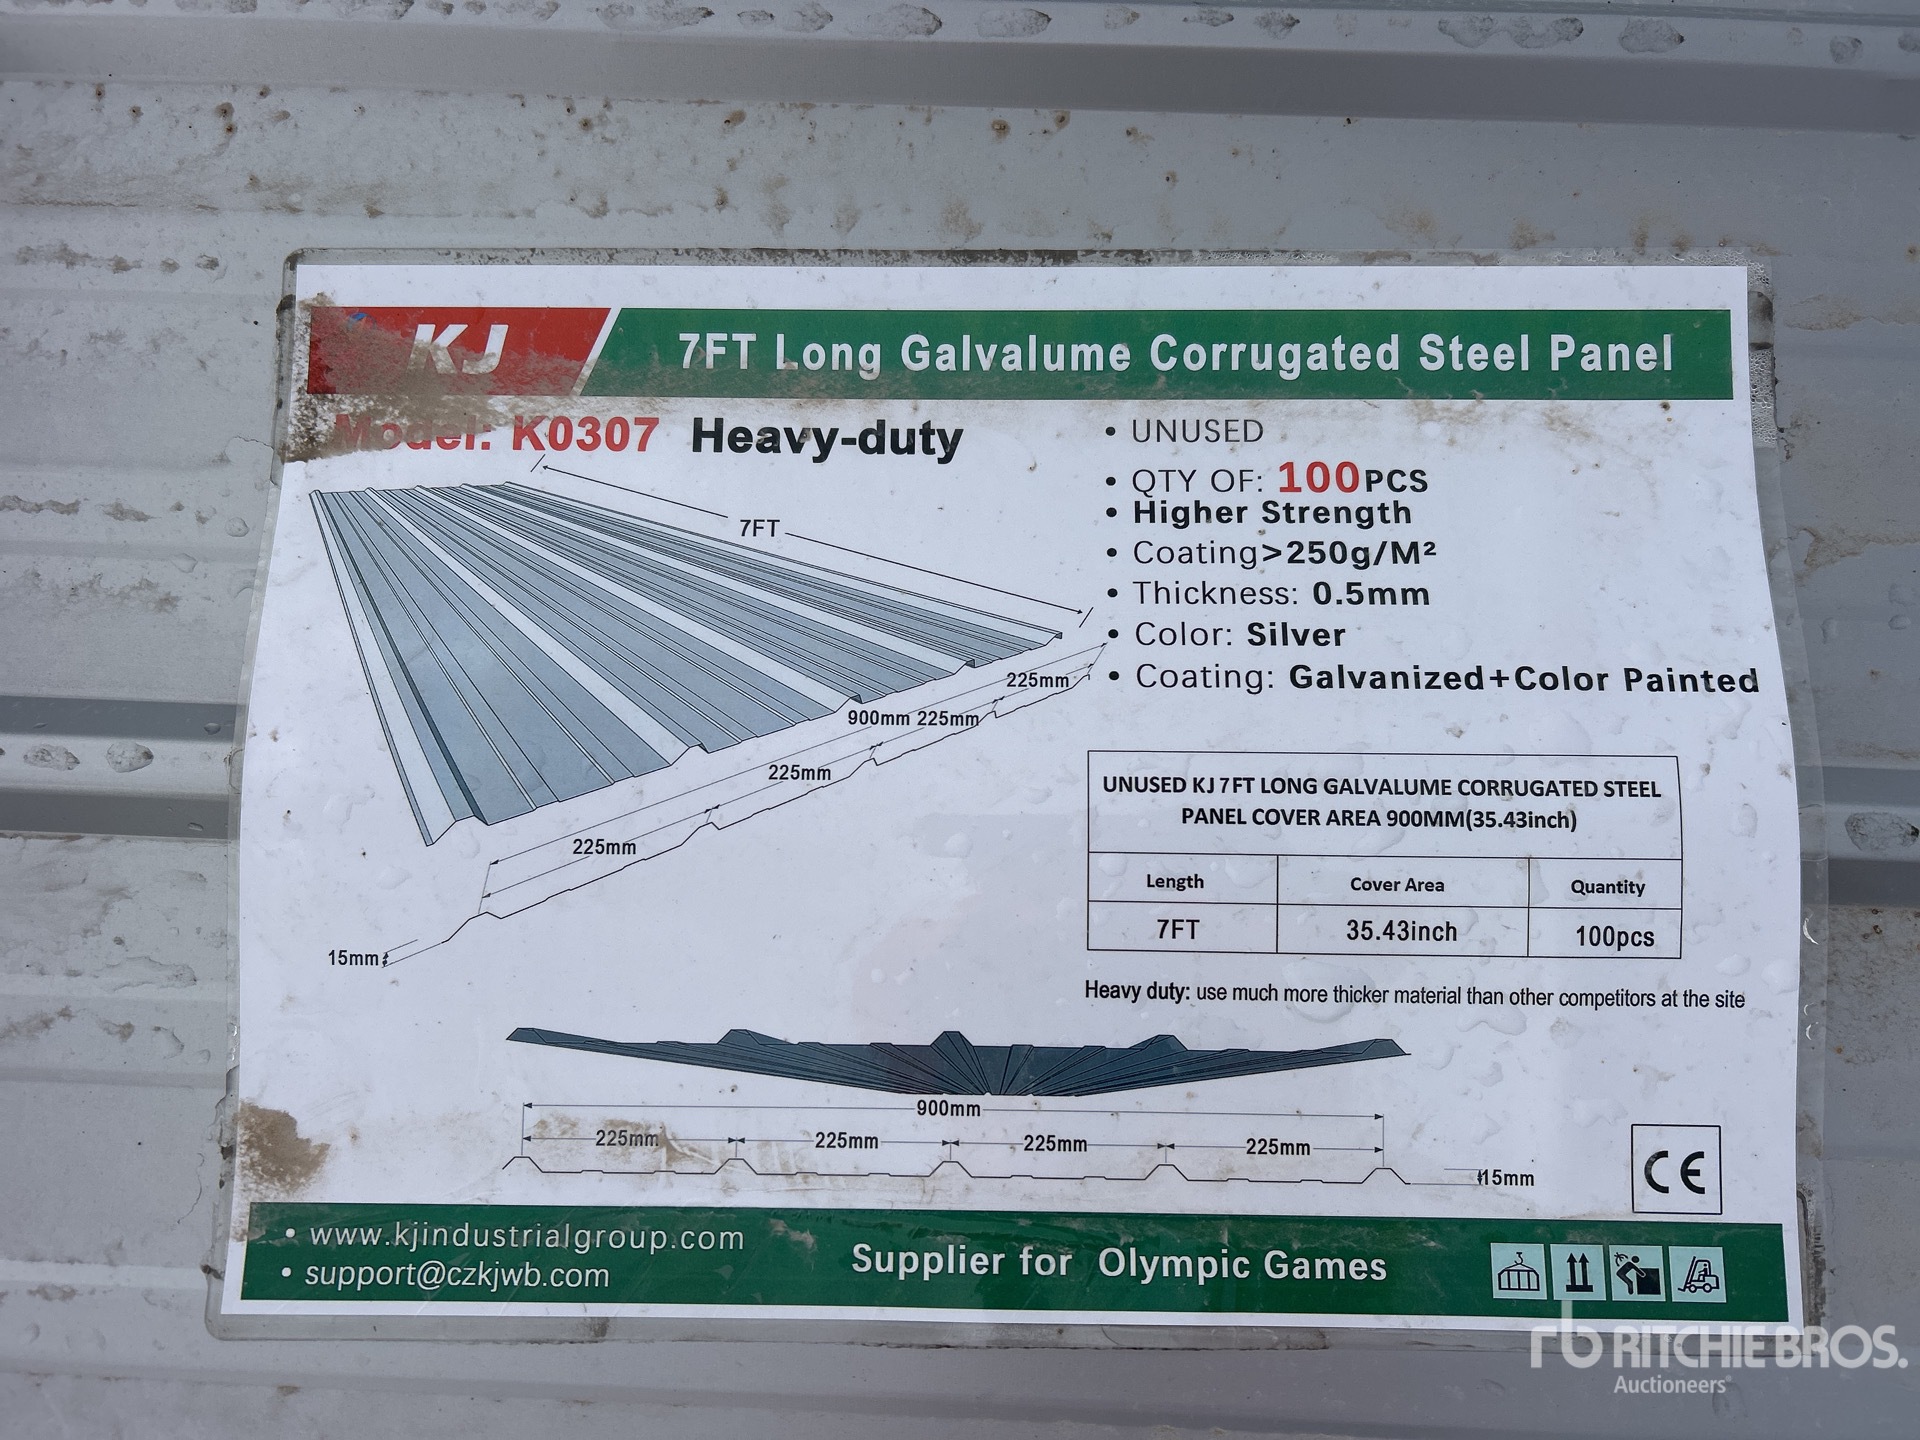 KJ
7FT Long Galvalume Corrugated Steel Panel
Model: K0307 Heavy-duty
• UNUSED
• QTY OF: 100PCS
• Higher Strength
• Coating>250g/M²
• Thickness: 0.5mm
• Color: Silver
• Coating: Galvanized+Color Painted
7FT
225mm
900mm 225mm
225mm
225mm
15mm
UNUSED KJ 7FT LONG GALVALUME CORRUGATED STEEL
PANEL COVER AREA 900MM(35.43inch)
Length Cover Area Quantity
7FT 35.43inch 100pcs
Heavy duty: use much more thicker material than other competitors at the site
900mm
225mm 225mm 225mm 225mm
15mm
CE
• www.kjindustrialgroup.com
• support@czkjwb.com
Supplier for Olympic Games
rb RITCHIE BROS.
Auctioneers